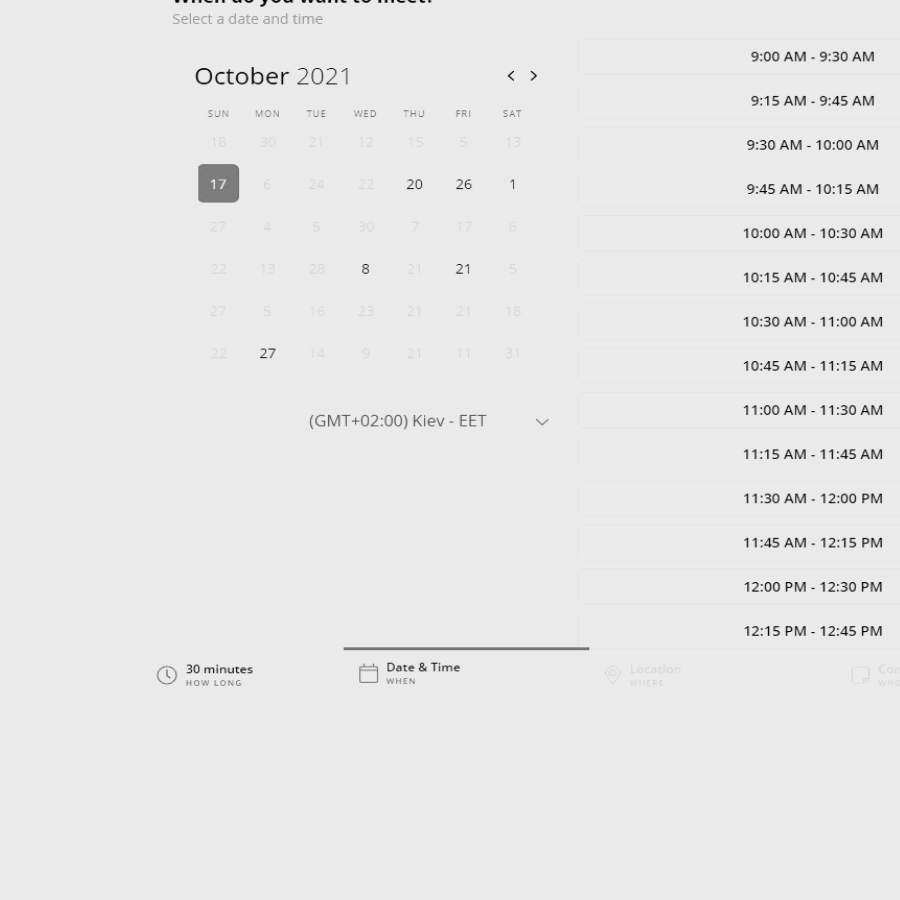 When do you want to meet?
Select a date and time
October 2021
SUN MON TUE WED THU FRI SAT
18 30 21 12 15 5 13
17 6 24 22 20 26 1
27 4 5 30 7 17 6
22 13 28 8 21 21 5
27 5 16 23 21 21 18
22 27 14 9 21 11 31
(GMT+02:00) Kiev - EET
9:00 AM - 9:30 AM
9:15 AM - 9:45 AM
9:30 AM - 10:00 AM
9:45 AM - 10:15 AM
10:00 AM - 10:30 AM
10:15 AM - 10:45 AM
10:30 AM - 11:00 AM
10:45 AM - 11:15 AM
11:00 AM - 11:30 AM
11:15 AM - 11:45 AM
11:30 AM - 12:00 PM
11:45 AM - 12:15 PM
12:00 PM - 12:30 PM
12:15 PM - 12:45 PM
30 minutes
HOW LONG
Date & Time
WHEN
Location
WHERE